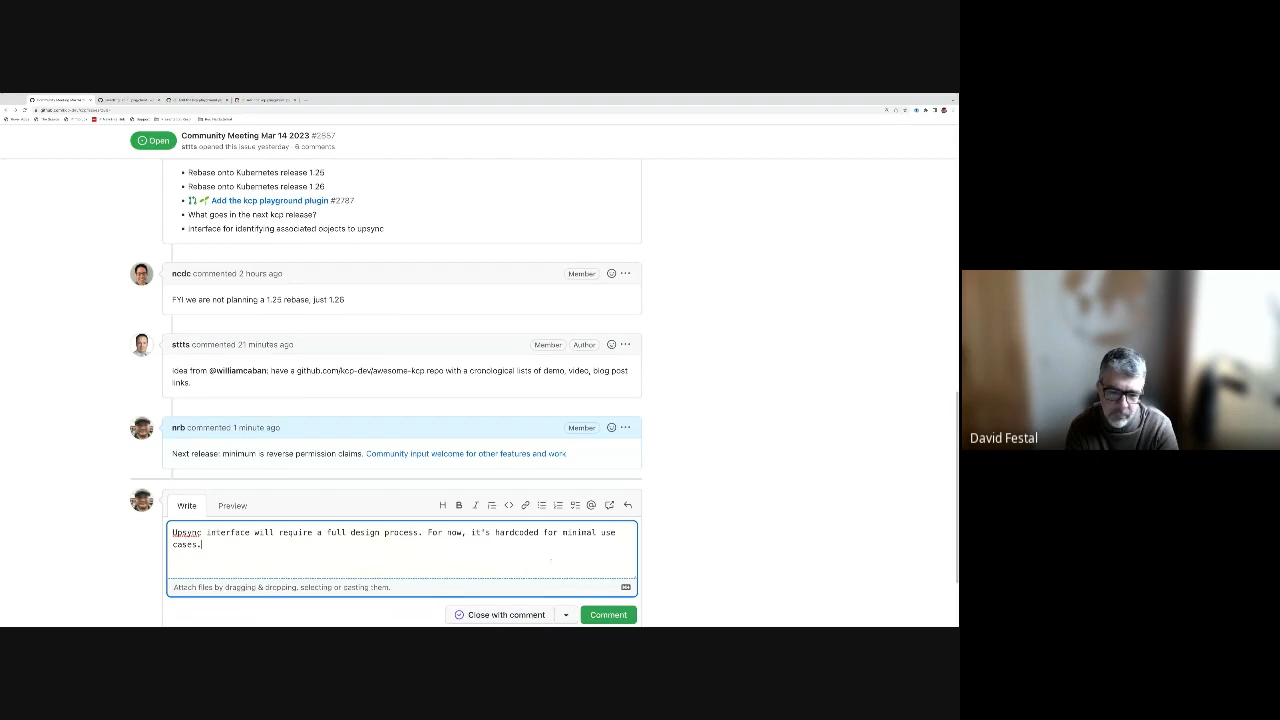 Open
Community Meeting Mar 14 2023 #2857
sttts opened this issue yesterday · 6 comments
• Rebase onto Kubernetes release 1.25
• Rebase onto Kubernetes release 1.26
• Add the kcp playground plugin #2787
• What goes in the next kcp release?
• Interface for identifying associated objects to upsync
ncdc commented 2 hours ago
Member
FYI we are not planning a 1.25 rebase, just 1.26
sttts commented 21 minutes ago
Member Author
Idea from @williamcaban: have a github.com/kcp-dev/awesome-kcp repo with a cronological lists of demo, video, blog post
links.
nrb commented 1 minute ago
Member
Next release: minimum is reverse permission claims. Community input welcome for other features and work
Write Preview
Upsync interface will require a full design process. For now, it's hardcoded for minimal use
cases.
Attach files by dragging & dropping, selecting or pasting them.
Close with comment
Comment
David Festal